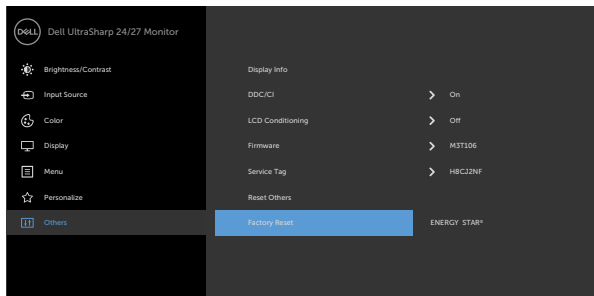 DELL Dell UltraSharp 24/27 Monitor
Brightness/Contrast Display Info
Input Source DDC/CI On
Color LCD Conditioning Off
Display Firmware M3T106
Menu Service Tag H8CJ2NF
Personalize Reset Others
Others Factory Reset ENERGY STAR®